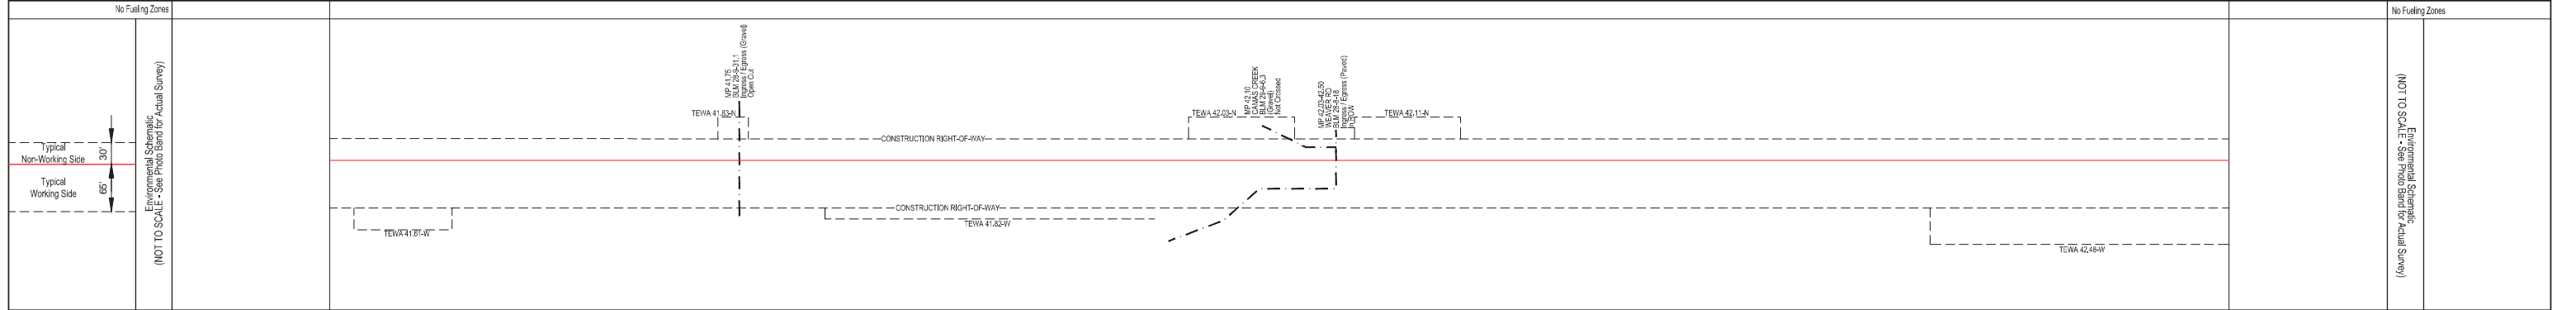 No Fueling Zones
No Fueling Zones
MP 41.75
BLM 28-9-31.1
Ingress / Egress (Gravel)
Open Cut
MP 42.10
CAMAS CREEK
BLM 29-9-6.3
(Gravel)
Not Crossed
MP 42.03-42.50
WEAVER RD
BLM 28-8-18
Ingress / Egress (Paved)
In ROW
TEWA 41.83-N
TEWA 42.03-N
TEWA 42.11-N
CONSTRUCTION RIGHT-OF-WAY
Typical
Non-Working Side
30'
Typical
Working Side
65'
Environmental Schematic
(NOT TO SCALE - See Photo Band for Actual Survey)
Environmental Schematic
(NOT TO SCALE - See Photo Band for Actual Survey)
CONSTRUCTION RIGHT-OF-WAY
TEWA 41.61-W
TEWA 41.82-W
TEWA 42.48-W